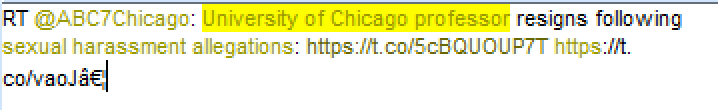 RT @ABC7Chicago: University of Chicago professor resigns following
sexual harassment allegations: https://t.co/5cBQUOUP7T https://t.
co/vaoJâ€¦